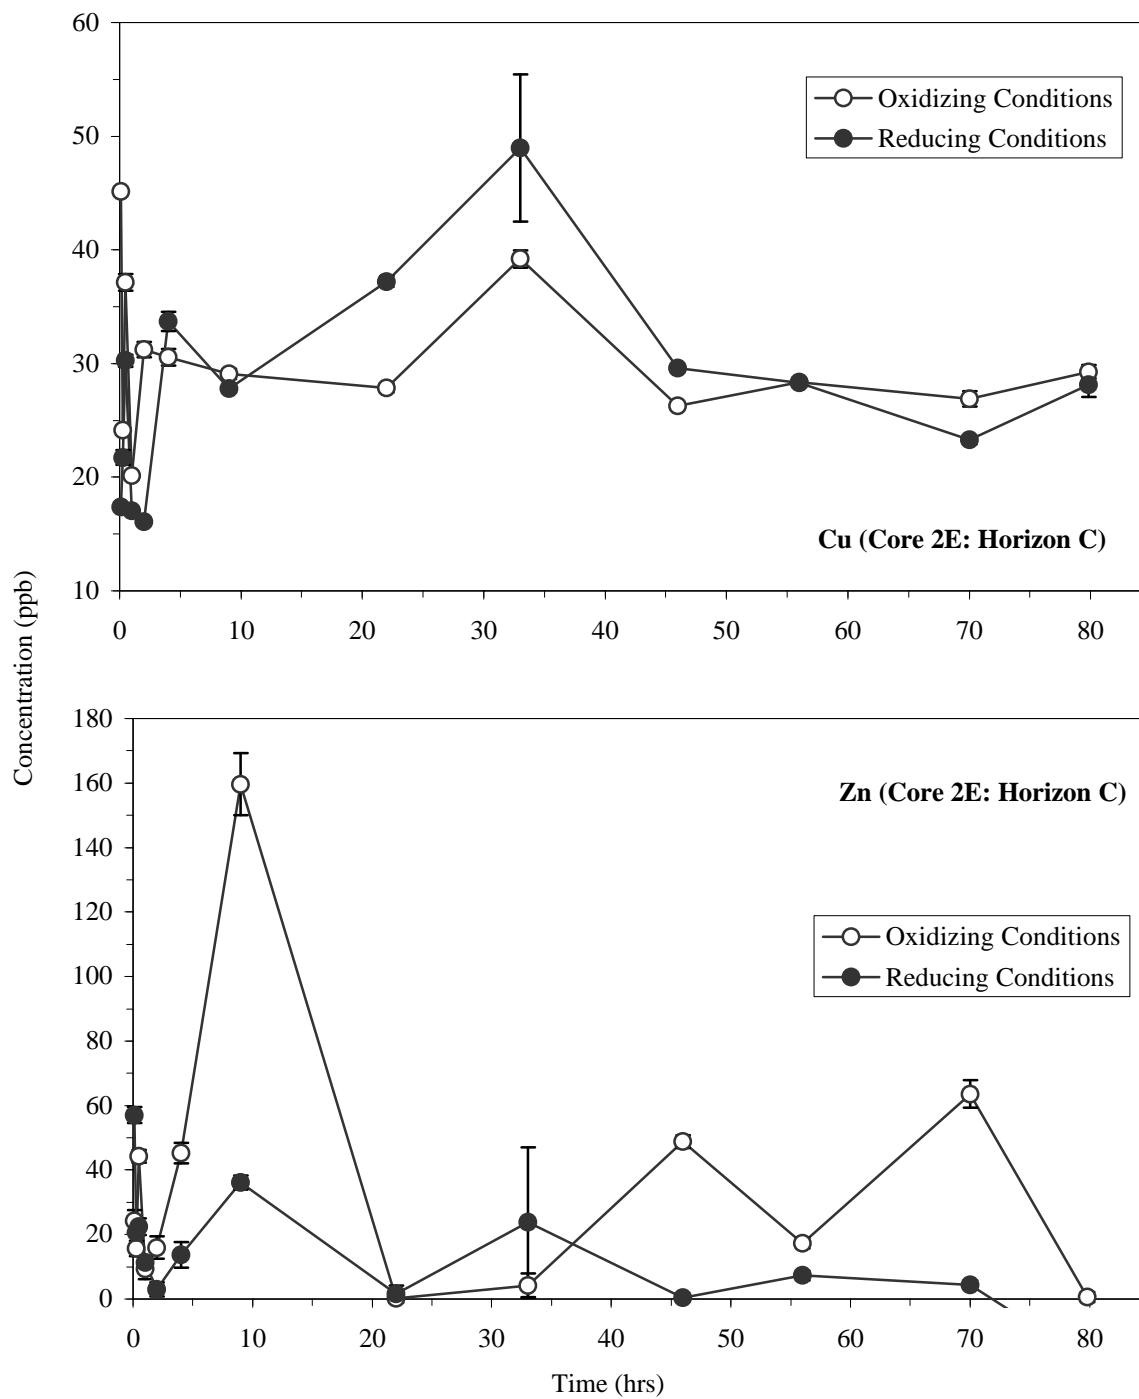 60
50
40
30
20
10
Oxidizing Conditions
Reducing Conditions
Cu (Core 2E: Horizon C)
0 10 20 30 40 50 60 70 80
Concentration (ppb)
180
160
140
120
100
80
60
40
20
0
Zn (Core 2E: Horizon C)
Oxidizing Conditions
Reducing Conditions
0 10 20 30 40 50 60 70 80
Time (hrs)